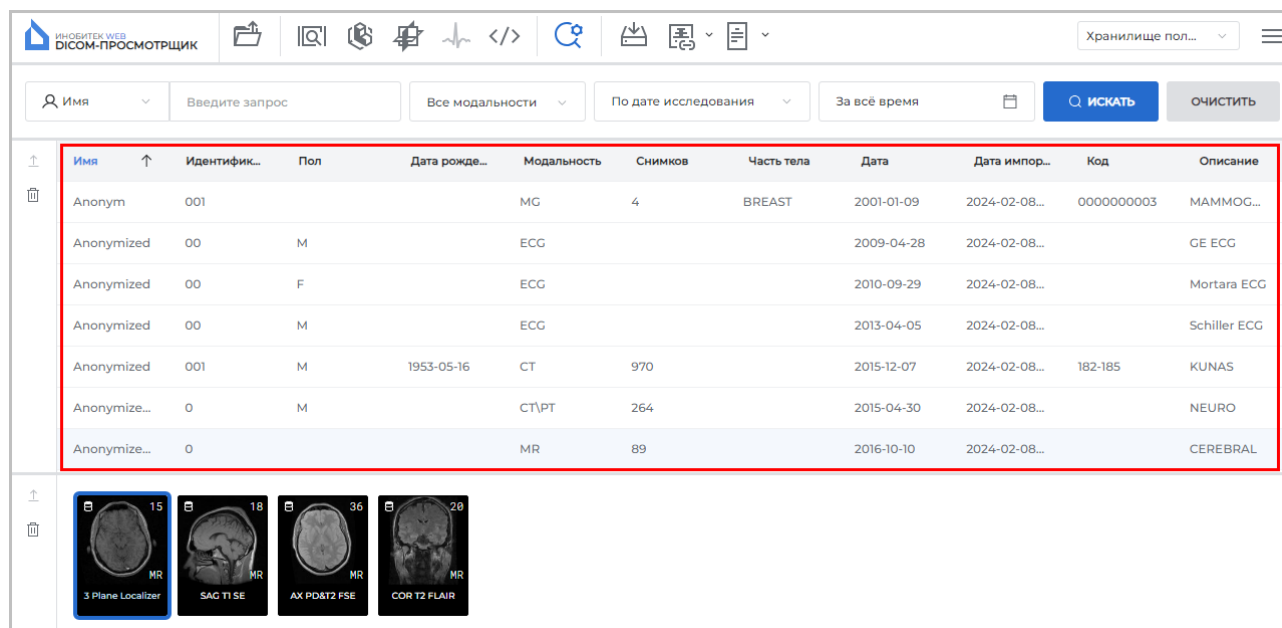 ИНОБИТЕК WEB
DICOM-ПРОСМОТРЩИК
</>
Хранилище пол...
Имя Введите запрос Все модальности По дате исследования За всё время ИСКАТЬ ОЧИСТИТЬ
Имя Идентифик... Пол Дата рожде... Модальность Снимков Часть тела Дата Дата импор... Код Описание
Anonym 001 MG 4 BREAST 2001-01-09 2024-02-08... 0000000003 MAMMOG...
Anonymized 00 M ECG 2009-04-28 2024-02-08... GE ECG
Anonymized 00 F ECG 2010-09-29 2024-02-08... Mortara ECG
Anonymized 00 M ECG 2013-04-05 2024-02-08... Schiller ECG
Anonymized 001 M 1953-05-16 CT 970 2015-12-07 2024-02-08... 182-185 KUNAS
Anonymize... 0 M CT\PT 264 2015-04-30 2024-02-08... NEURO
Anonymize... 0 MR 89 2016-10-10 2024-02-08... CEREBRAL
15 18 36 20
MR MR MR MR
3 Plane Localizer SAG T1 SE AX PD&T2 FSE COR T2 FLAIR